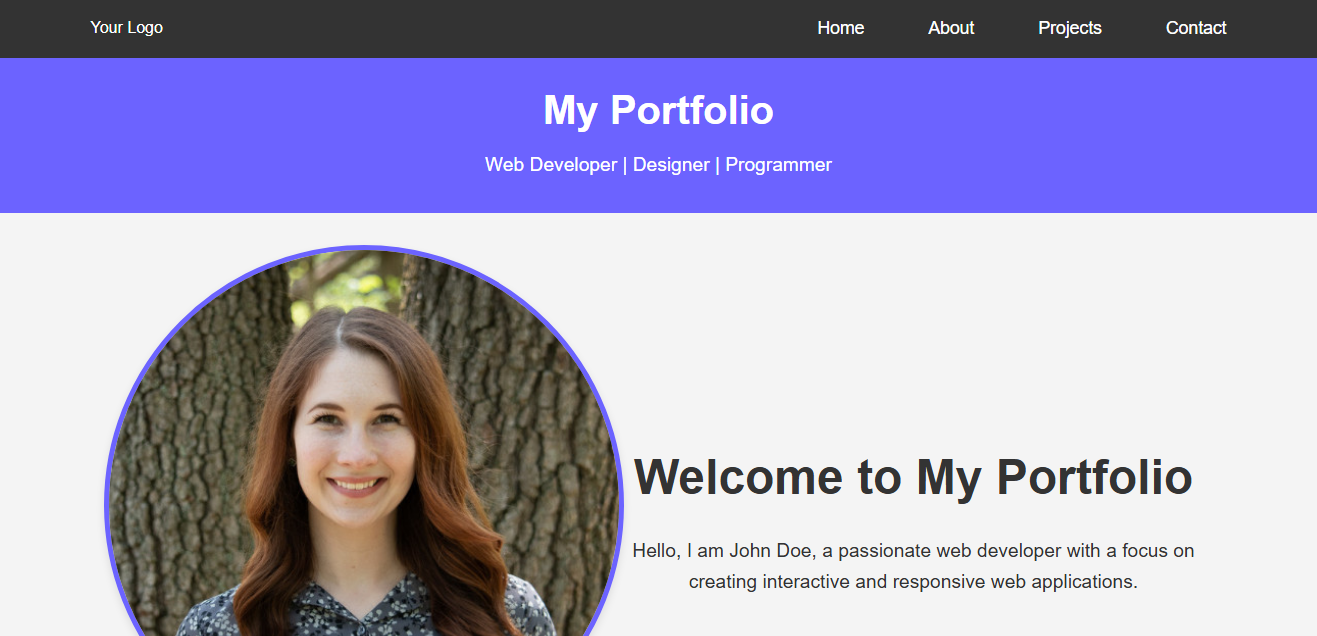 Your Logo Home About Projects Contact
My Portfolio
Web Developer | Designer | Programmer
Welcome to My Portfolio
Hello, I am John Doe, a passionate web developer with a focus on
creating interactive and responsive web applications.